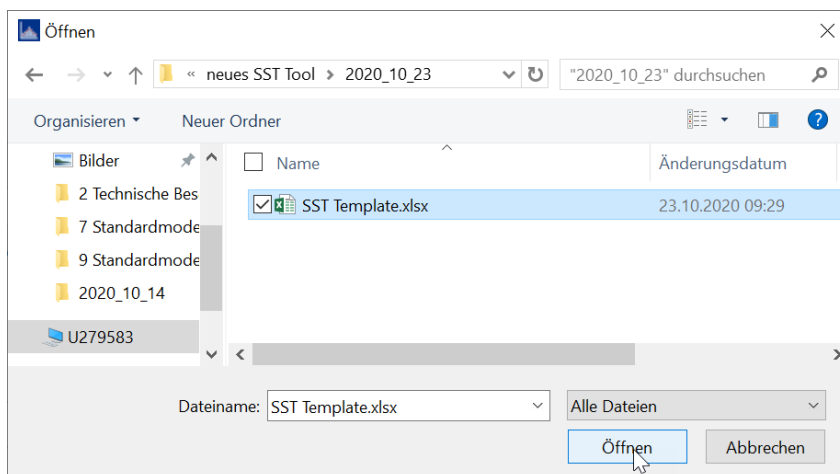 Öffnen
« neues SST Tool > 2020_10_23
"2020_10_23" durchsuchen
Organisieren
Neuer Ordner
?
Bilder
2 Technische Bes
7 Standardmode
9 Standardmode
2020_10_14
U279583
Name
Änderungsdatum
SST Template.xlsx
23.10.2020 09:29
Dateiname:
SST Template.xlsx
Alle Dateien
Öffnen
Abbrechen